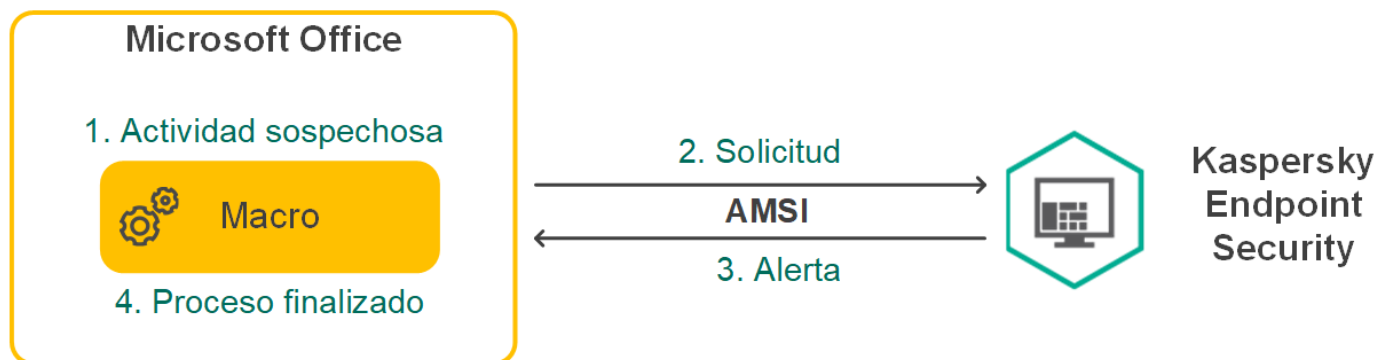 Microsoft Office
1. Actividad sospechosa
Macro
4. Proceso finalizado
2. Solicitud
AMSI
3. Alerta
Kaspersky
Endpoint
Security